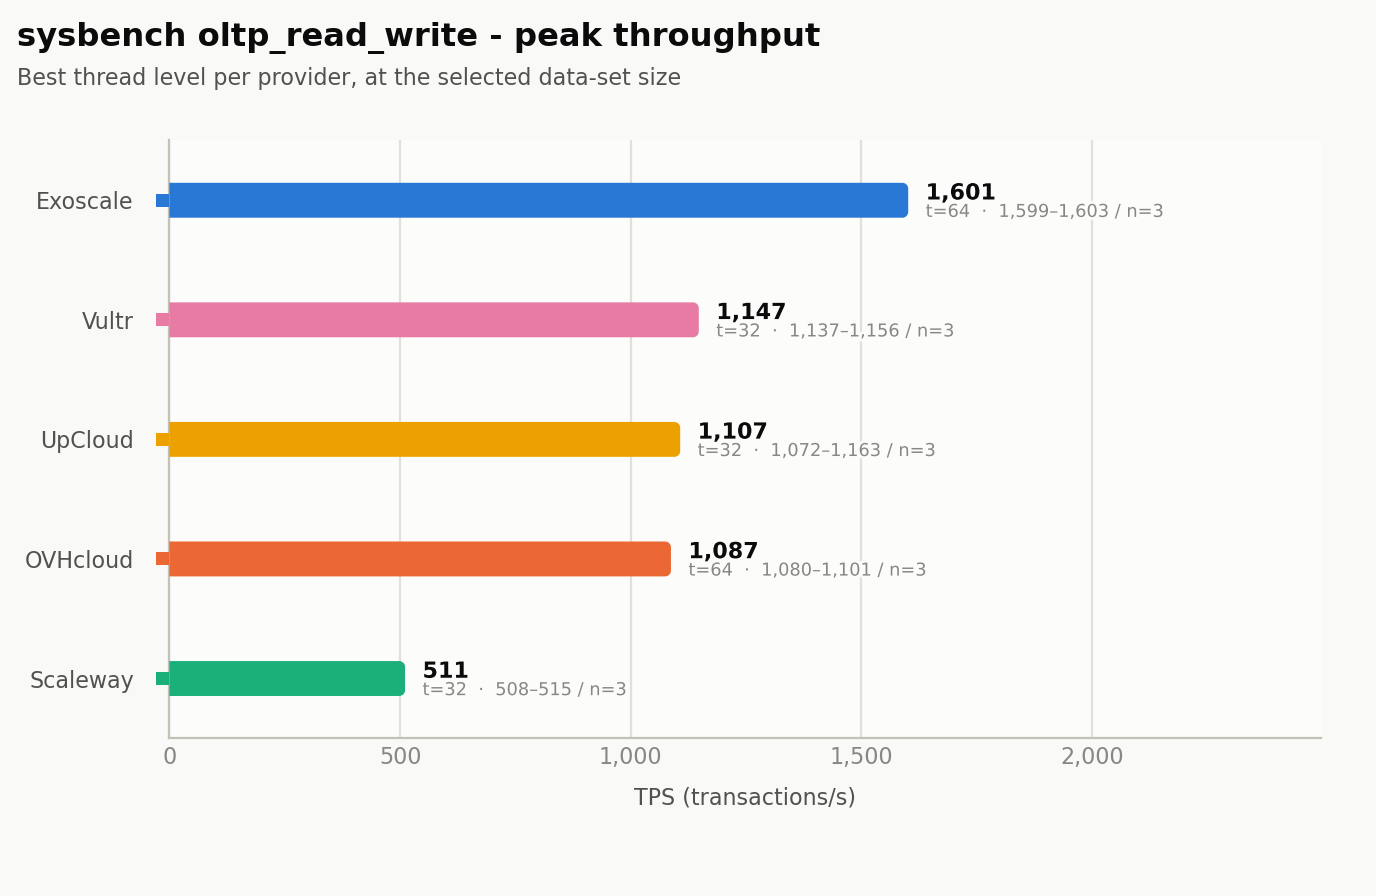 sysbench oltp_read_write - peak throughput
Best thread level per provider, at the selected data-set size
Exoscale
1,601
t=64 · 1,599–1,603 / n=3
Vultr
1,147
t=32 · 1,137–1,156 / n=3
UpCloud
1,107
t=32 · 1,072–1,163 / n=3
OVHcloud
1,087
t=64 · 1,080–1,101 / n=3
Scaleway
511
t=32 · 508–515 / n=3
0 500 1,000 1,500 2,000
TPS (transactions/s)